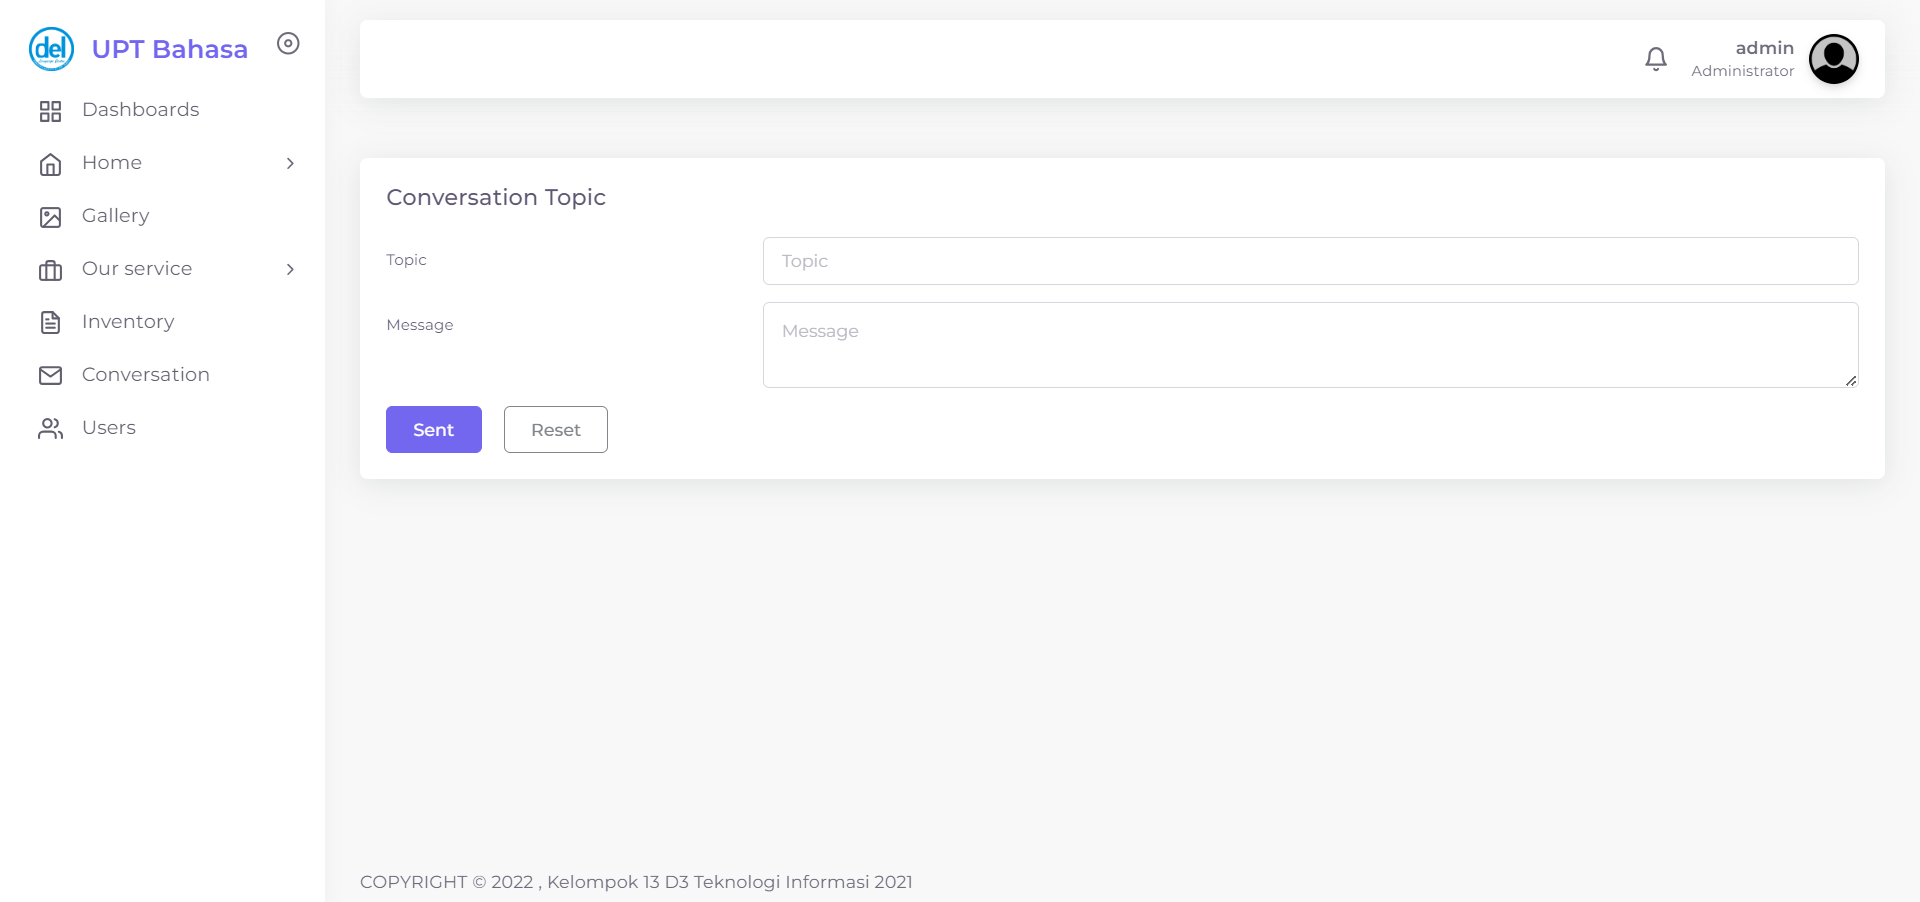 del
UPT Bahasa
Dashboards
Home
Gallery
Our service
Inventory
Conversation
Users
admin
Administrator
Conversation Topic
Topic
Topic
Message
Message
Sent
Reset
COPYRIGHT © 2022 , Kelompok 13 D3 Teknologi Informasi 2021